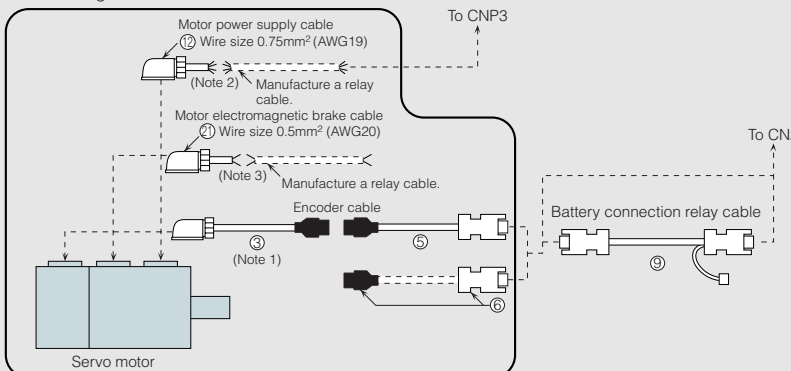 To CNP3
Motor power supply cable
⑫ Wire size 0.75mm² (AWG19)
(Note 2)
Manufacture a relay
cable.
Motor electromagnetic brake cable
㉑ Wire size 0.5mm² (AWG20)
(Note 3)
Manufacture a relay cable.
To CN
Encoder cable
Battery connection relay cable
③
(Note 1)
⑤
⑨
⑥
Servo motor